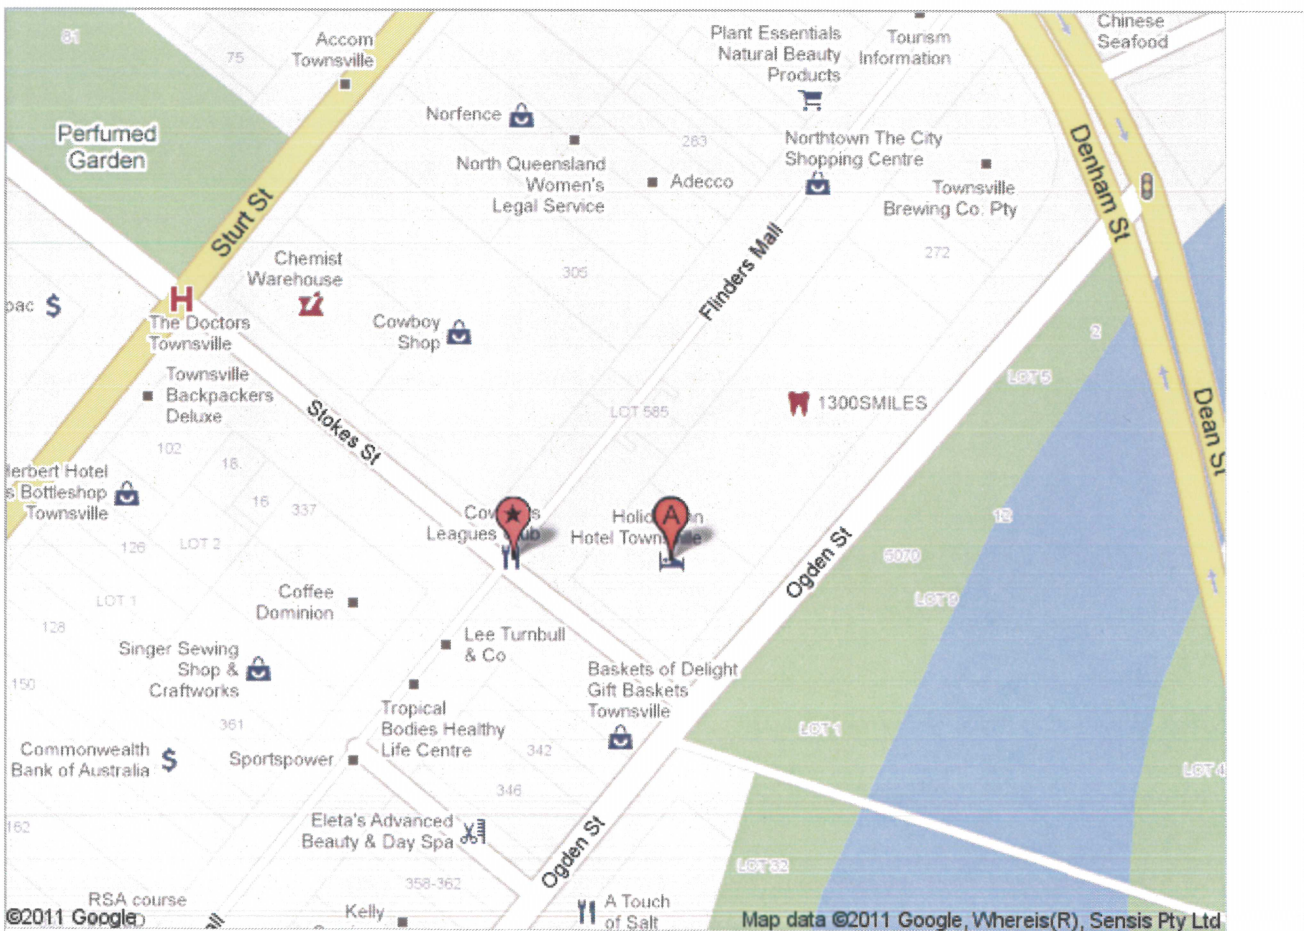 81
75
Accom
Townsville
Plant Essentials
Natural Beauty
Products
Tourism
Information
Chinese
Seafood
Perfumed
Garden
Norfence
North Queensland
Women's
Legal Service
283
Adecco
Northtown The City
Shopping Centre
Townsville
Brewing Co. Pty
Denham St
Sturt St
Flinders Mall
272
305
Chemist
Warehouse
pac $
H
The Doctors
Townsville
Cowboy
Shop
2
LOT 5
Townsville
Backpackers
Deluxe
Stokes St
LOT 585
1300SMILES
Dean St
102
18
16
337
Herbert Hotel
s Bottleshop
Townsville
126
LOT 2
Leagues
A
Hotel
12
5070
LOT 9
Ogden St
LOT 1
128
Coffee
Dominion
Lee Turnbull
& Co
Singer Sewing
Shop &
Craftworks
Baskets of Delight
Gift Baskets
Townsville
150
361
Tropical
Bodies Healthy
Life Centre
342
LOT 1
Commonwealth
Bank of Australia $
Sportspower
LOT 4
346
162
Eleta's Advanced
Beauty & Day Spa
Ogden St
LOT 32
358-362
RSA course
Kelly
A Touch
of Salt
©2011 Google
all
Map data ©2011 Google, Whereis(R), Sensis Pty Ltd